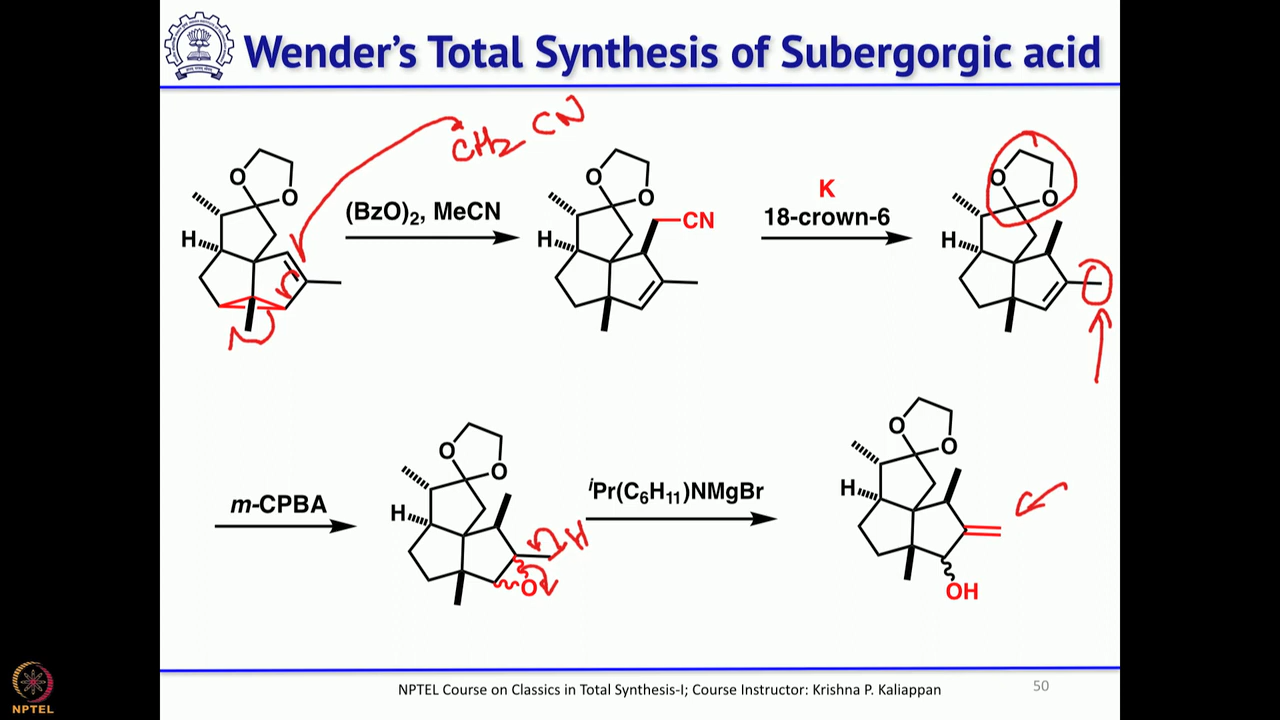 Wender's Total Synthesis of Subergorgic acid
CH2 CN
O
O
H
(BzO)2, MeCN
O
O
H
CN
K
18-crown-6
O
O
H
m-CPBA
O
O
H
O
H
iPr(C6H11)NMgBr
O
O
H
OH
NPTEL Course on Classics in Total Synthesis-I; Course Instructor: Krishna P. Kaliappan
50
NPTEL